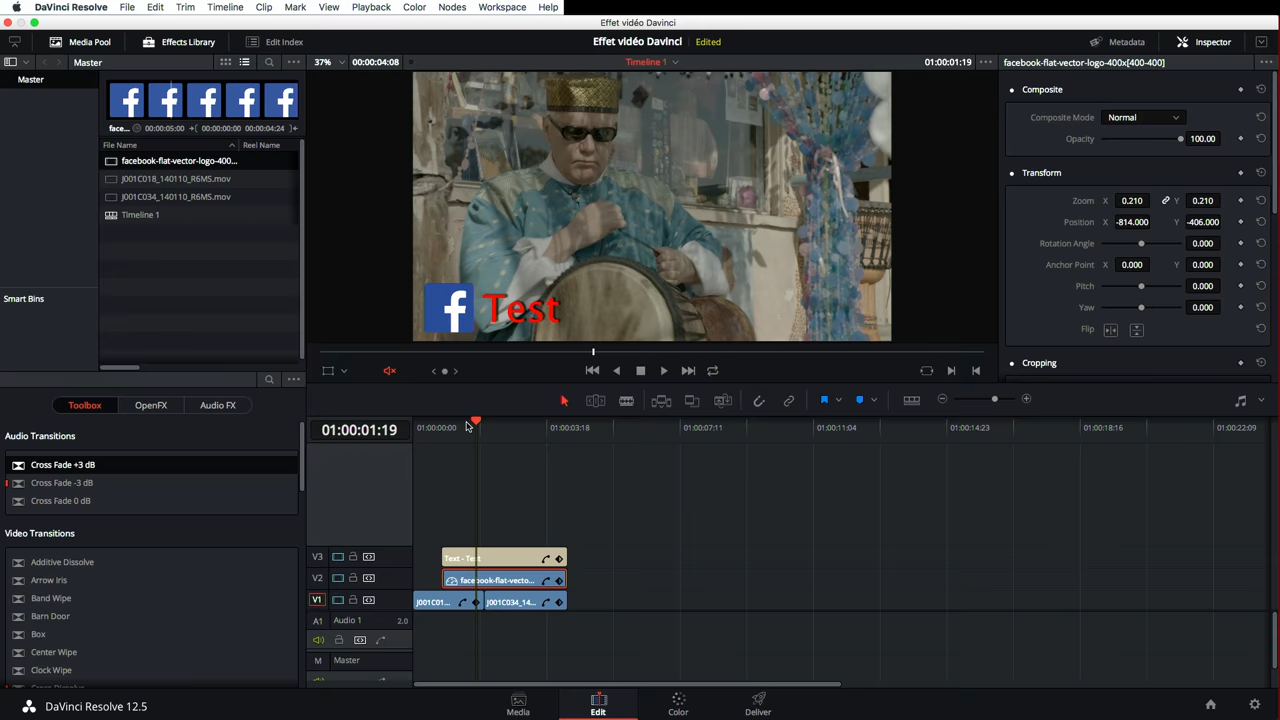 DaVinci Resolve File Edit Trim Timeline Clip Mark View Playback Color Nodes Workspace Help
Effet vidéo Davinci
Media Pool Effects Library Edit Index Effet vidéo Davinci Edited Metadata Inspector
Master 37% 00:00:04:08 Timeline 1 01:00:01:19 facebook-flat-vector-logo-400x[400-400]
Master
Composite
Composite Mode Normal
Opacity 100.00
face... 00:00:05:00 00:00:00:00 00:00:04:24
File Name Reel Name
facebook-flat-vector-logo-400...
J001C018_140110_R6MS.mov
J001C034_140110_R6MS.mov
Timeline 1
Smart Bins
f Test
Transform
Zoom X 0.210 Y 0.210
Position X -814.000 Y -406.000
Rotation Angle 0.000
Anchor Point X 0.000 Y 0.000
Pitch 0.000
Yaw 0.000
Flip
Cropping
Toolbox OpenFX Audio FX
Audio Transitions
Cross Fade +3 dB
Cross Fade -3 dB
Cross Fade 0 dB
Video Transitions
Additive Dissolve
Arrow Iris
Band Wipe
Barn Door
Box
Center Wipe
Clock Wipe
01:00:01:19 01:00:00:00 01:00:03:18 01:00:07:11 01:00:11:04 01:00:14:23 01:00:18:16 01:00:22:09
V3 Text - Test
V2 facebook-flat-vecto...
V1 J001C01... J001C034_14...
A1 Audio 1 2.0
M Master
DaVinci Resolve 12.5
Media Edit Color Deliver